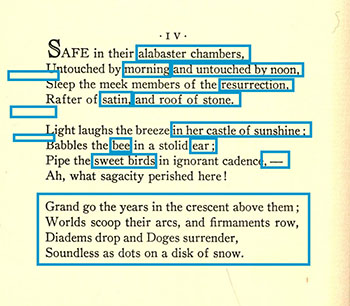 · IV ·
SAFE in their alabaster chambers,
Untouched by morning and untouched by noon,
Sleep the meek members of the resurrection,
Rafter of satin, and roof of stone.
Light laughs the breeze in her castle of sunshine;
Babbles the bee in a stolid ear;
Pipe the sweet birds in ignorant cadence, —
Ah, what sagacity perished here!
Grand go the years in the crescent above them;
Worlds scoop their arcs, and firmaments row,
Diadems drop and Doges surrender,
Soundless as dots on a disk of snow.